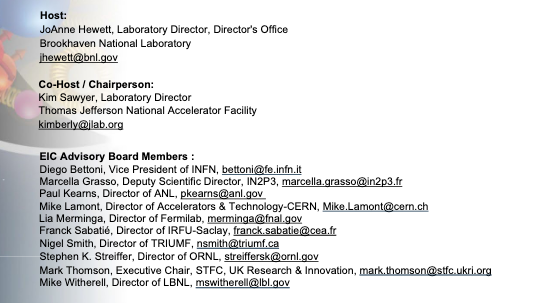 Host:
JoAnne Hewett, Laboratory Director, Director's Office
Brookhaven National Laboratory
jhewett@bnl.gov
Co-Host / Chairperson:
Kim Sawyer, Laboratory Director
Thomas Jefferson National Accelerator Facility
kimberly@jlab.org
EIC Advisory Board Members :
Diego Bettoni, Vice President of INFN, bettoni@fe.infn.it
Marcella Grasso, Deputy Scientific Director, IN2P3, marcella.grasso@in2p3.fr
Paul Kearns, Director of ANL, pkearns@anl.gov
Mike Lamont, Director of Accelerators & Technology-CERN, Mike.Lamont@cern.ch
Lia Merminga, Director of Fermilab, merminga@fnal.gov
Franck Sabatié, Director of IRFU-Saclay, franck.sabatie@cea.fr
Nigel Smith, Director of TRIUMF, nsmith@triumf.ca
Stephen K. Streiffer, Director of ORNL, streiffersk@ornl.gov
Mark Thomson, Executive Chair, STFC, UK Research & Innovation, mark.thomson@stfc.ukri.org
Mike Witherell, Director of LBNL, mswitherell@lbl.gov